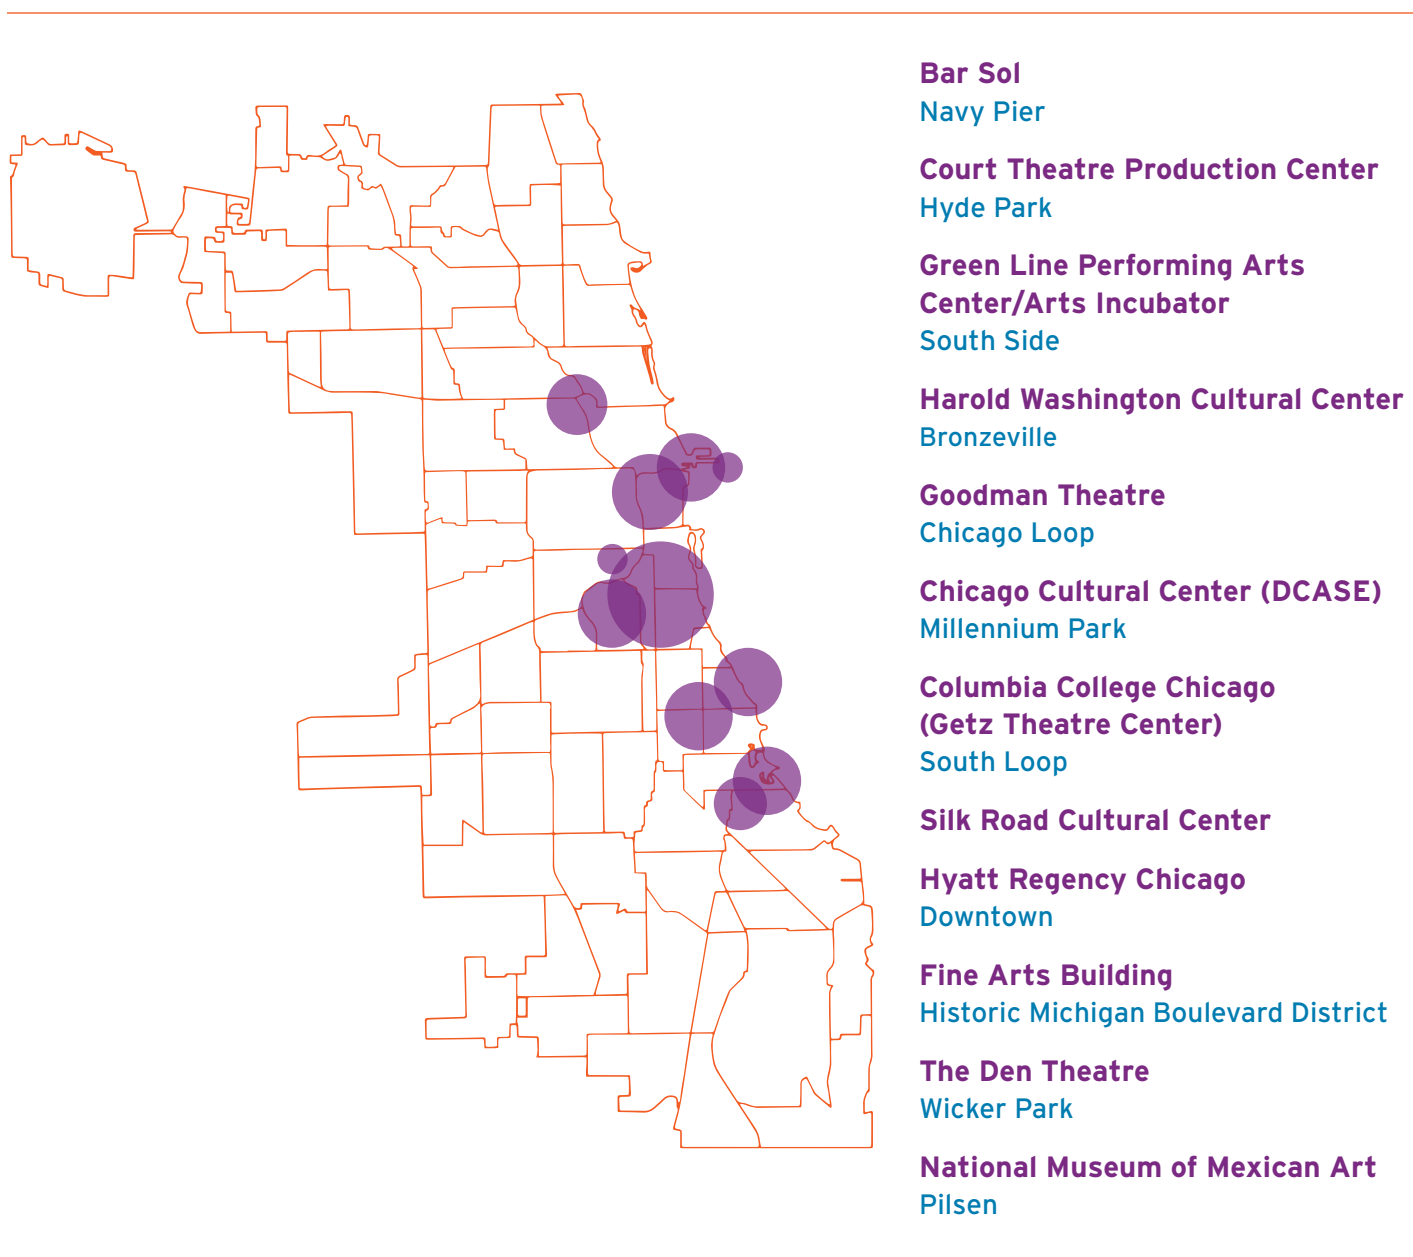 Bar Sol
Navy Pier
Court Theatre Production Center
Hyde Park
Green Line Performing Arts
Center/Arts Incubator
South Side
Harold Washington Cultural Center
Bronzeville
Goodman Theatre
Chicago Loop
Chicago Cultural Center (DCASE)
Millennium Park
Columbia College Chicago
(Getz Theatre Center)
South Loop
Silk Road Cultural Center
Hyatt Regency Chicago
Downtown
Fine Arts Building
Historic Michigan Boulevard District
The Den Theatre
Wicker Park
National Museum of Mexican Art
Pilsen